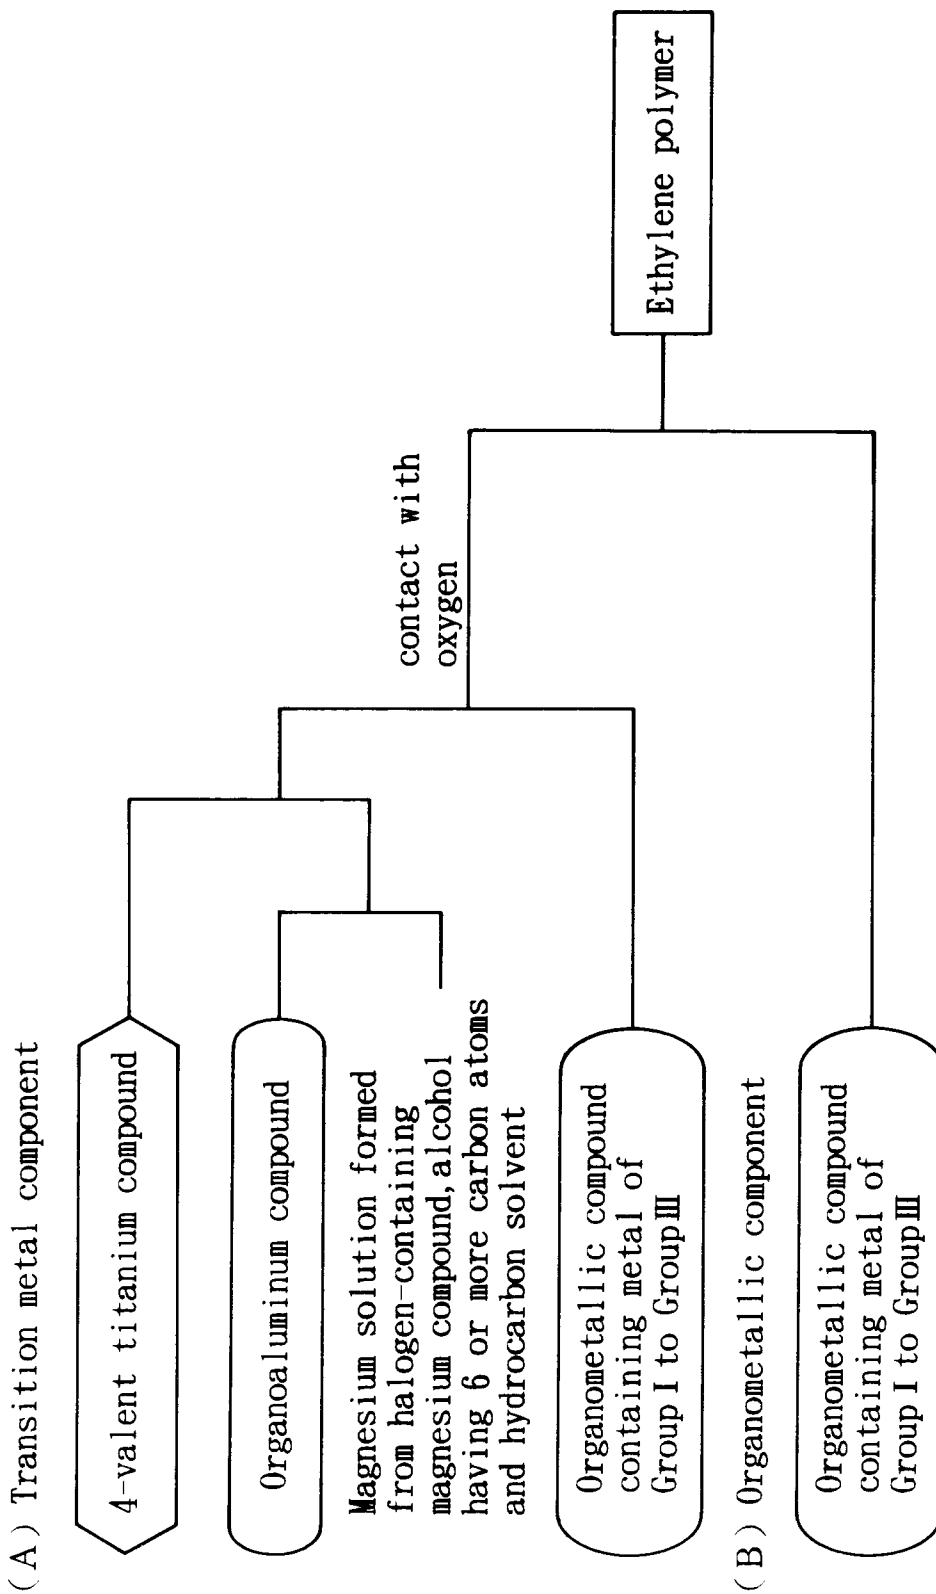 (A) Transition metal component
4-valent titanium compound
Organoaluminum compound
Magnesium solution formed
from halogen-containing
magnesium compound, alcohol
having 6 or more carbon atoms
and hydrocarbon solvent
Organometallic compound
containing metal of
Group I to Group III
contact with
oxygen
(B) Organometallic component
Organometallic compound
containing metal of
Group I to Group III
Ethylene polymer